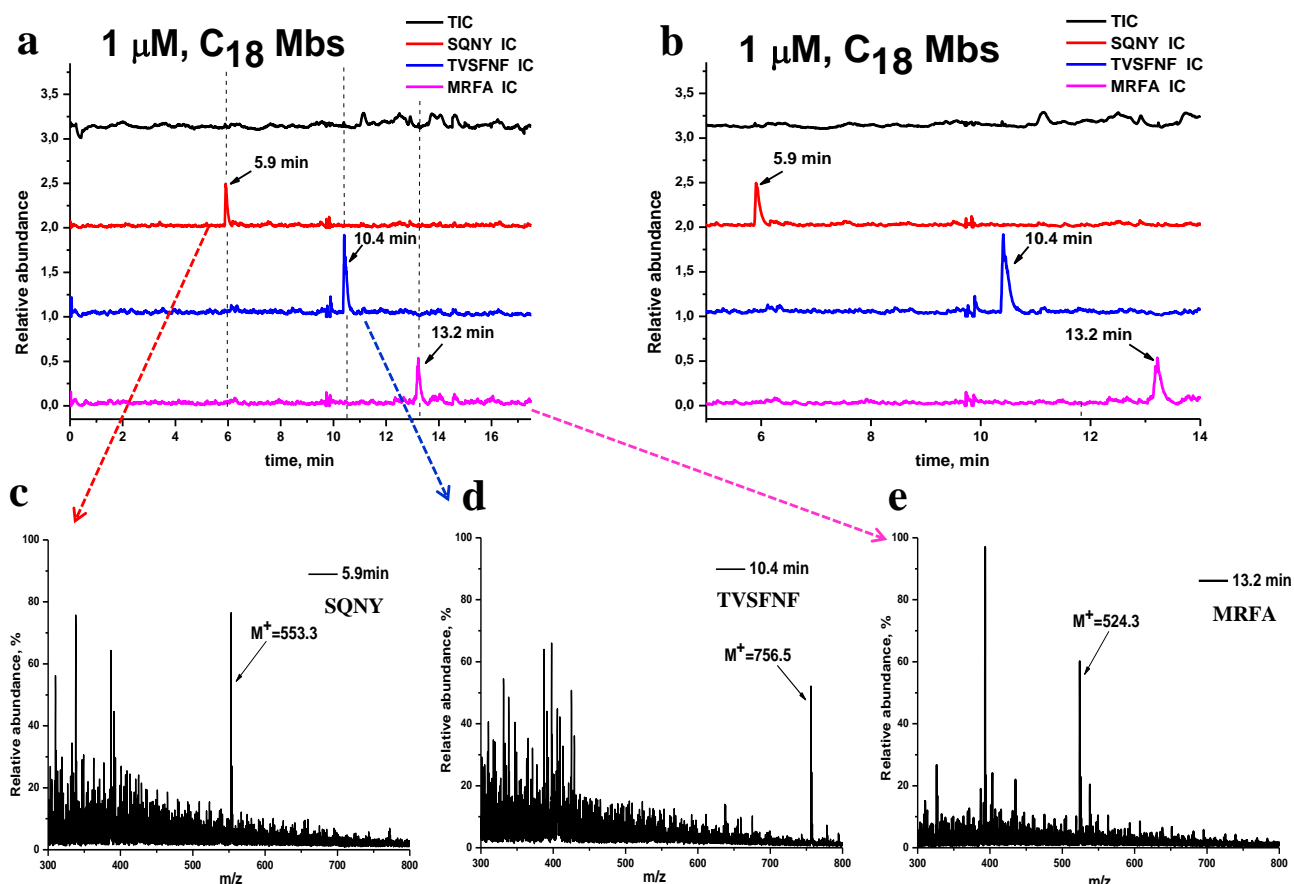 a
1 μM, C18 Mbs
TIC
SQNY IC
TVSFNF IC
MRFA IC
3,5
3,0
2,5
2,0
1,5
1,0
0,5
0,0
Relative abundance
5.9 min
10.4 min
13.2 min
0 2 4 6 8 10 12 14 16
time, min
b
1 μM, C18 Mbs
TIC
SQNY IC
TVSFNF IC
MRFA IC
3,5
3,0
2,5
2,0
1,5
1,0
0,5
0,0
Relative abundance
5.9 min
10.4 min
13.2 min
6 8 10 12 14
time, min
c
100
80
60
40
20
0
Relative abundance, %
5.9min
SQNY
M+=553.3
300 400 500 600 700 800
m/z
d
100
80
60
40
20
0
Relative abundance, %
10.4 min
TVSFNF
M+=756.5
300 400 500 600 700 800
m/z
e
100
80
60
40
20
0
Relative abundance, %
13.2 min
MRFA
M+=524.3
300 400 500 600 700 800
m/z